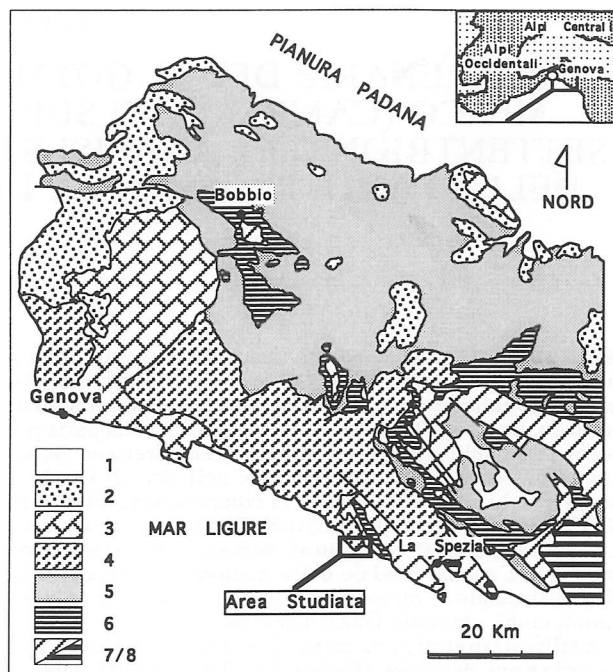 PIANURA PADANA
Alpi Centrali
Alpi
Occidentali
Genova
NORD
Bobbio
Genova
1
2
3
MAR LIGURE
4
La Spezia
5
6
Area Studiata
7/8
20 Km